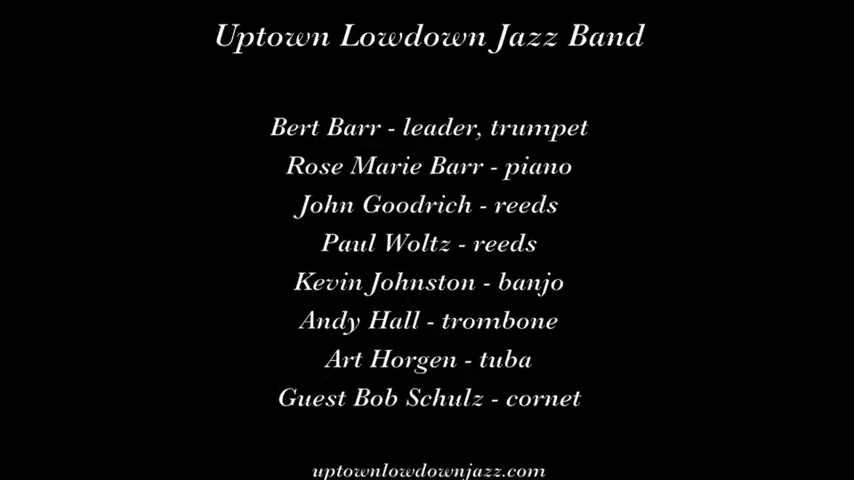 Uptown Lowdown Jazz Band
Bert Barr - leader, trumpet
Rose Marie Barr - piano
John Goodrich - reeds
Paul Woltz - reeds
Kevin Johnston - banjo
Andy Hall - trombone
Art Horgen - tuba
Guest Bob Schulz - cornet
uptownlowdownjazz.com